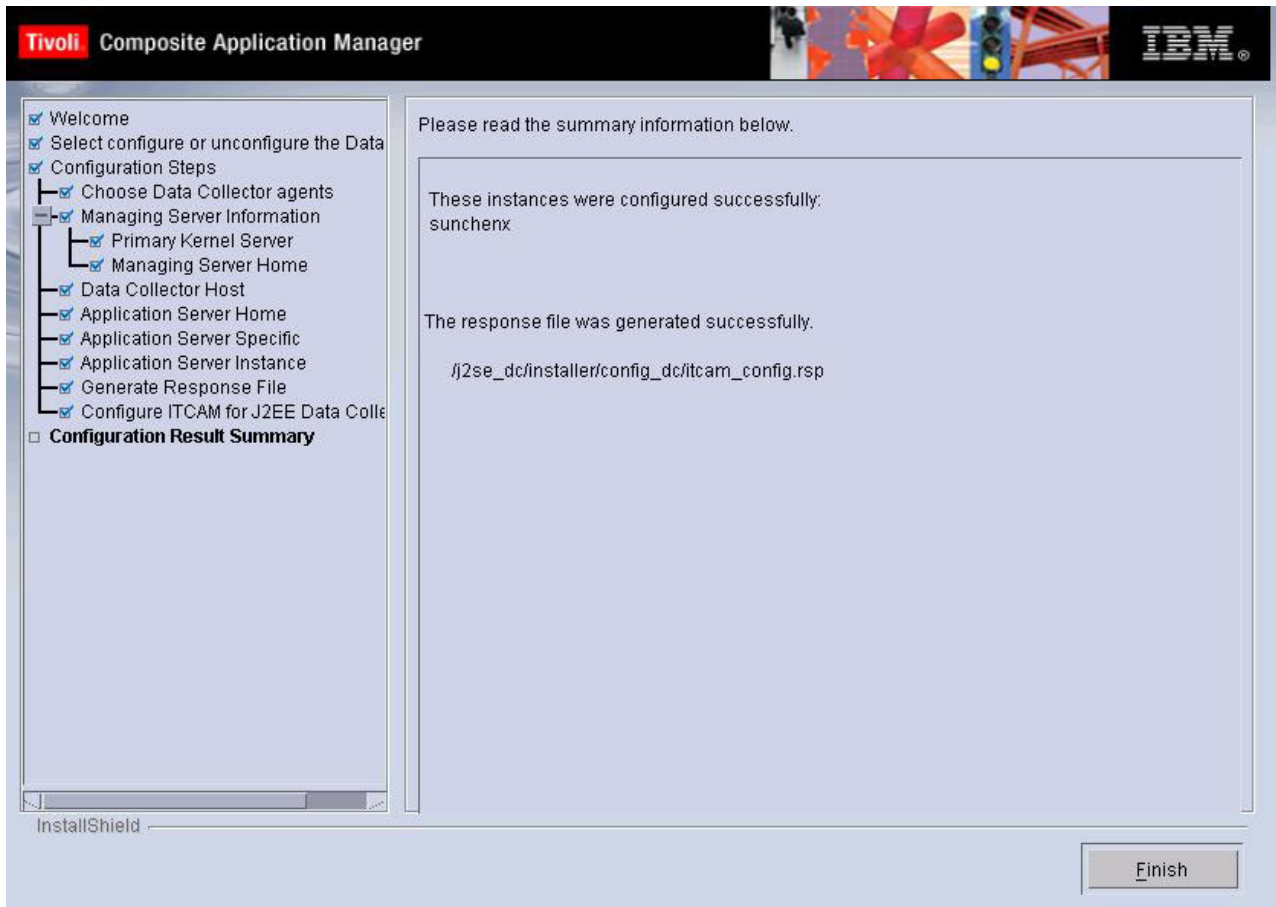 Tivoli. Composite Application Manager
IBM®
Welcome
Select configure or unconfigure the Data
Configuration Steps
Choose Data Collector agents
Managing Server Information
Primary Kernel Server
Managing Server Home
Data Collector Host
Application Server Home
Application Server Specific
Application Server Instance
Generate Response File
Configure ITCAM for J2EE Data Colle
Configuration Result Summary
Please read the summary information below.
These instances were configured successfully:
sunchenx
The response file was generated successfully.
/j2se_dc/installer/config_dc/itcam_config.rsp
InstallShield
Finish